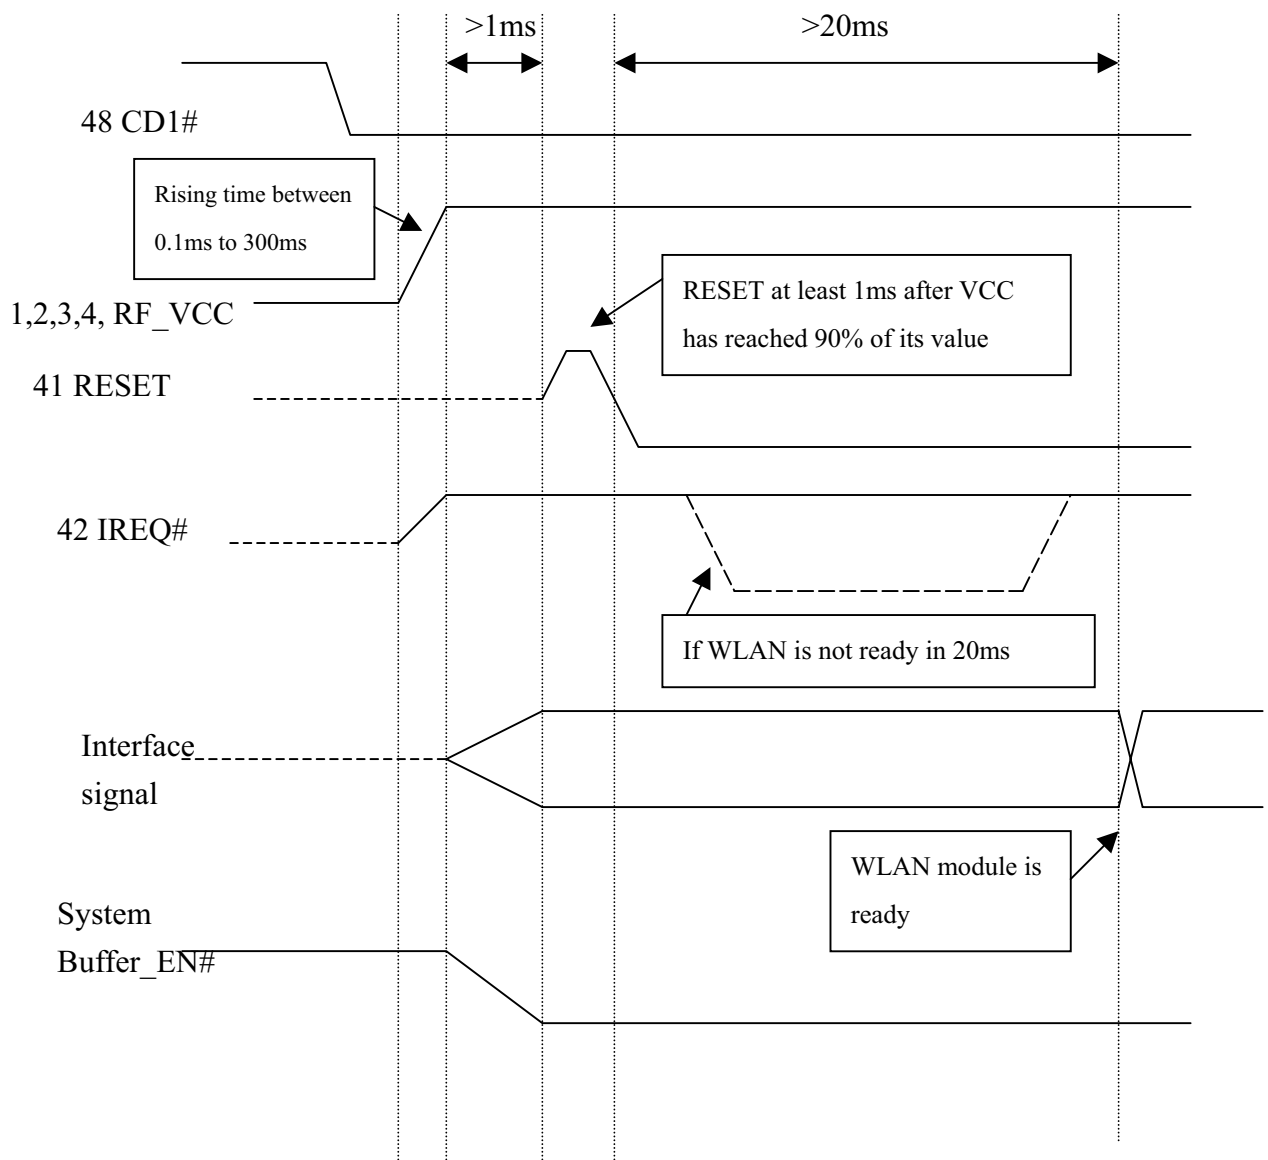 >1ms
>20ms
48 CD1#
Rising time between
0.1ms to 300ms
1,2,3,4, RF_VCC
RESET at least 1ms after VCC
has reached 90% of its value
41 RESET
42 IREQ#
If WLAN is not ready in 20ms
Interface
signal
WLAN module is
ready
System
Buffer_EN#